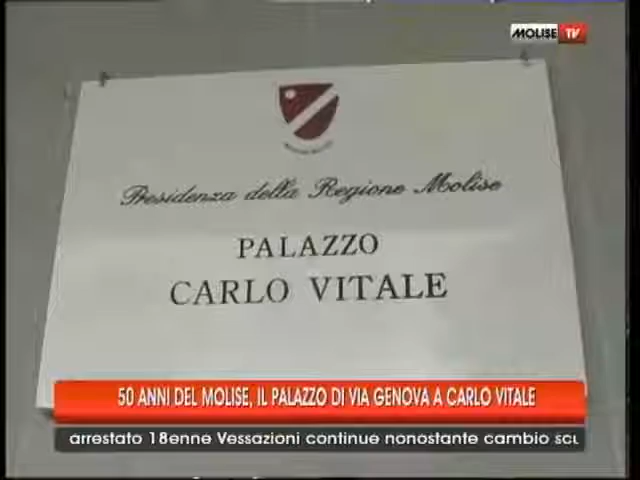 MOLISE TV
Presidenza della Regione Molise
PALAZZO
CARLO VITALE
50 ANNI DEL MOLISE, IL PALAZZO DI VIA GENOVA A CARLO VITALE
arrestato 18enne Vessazioni continue nonostante cambio scu